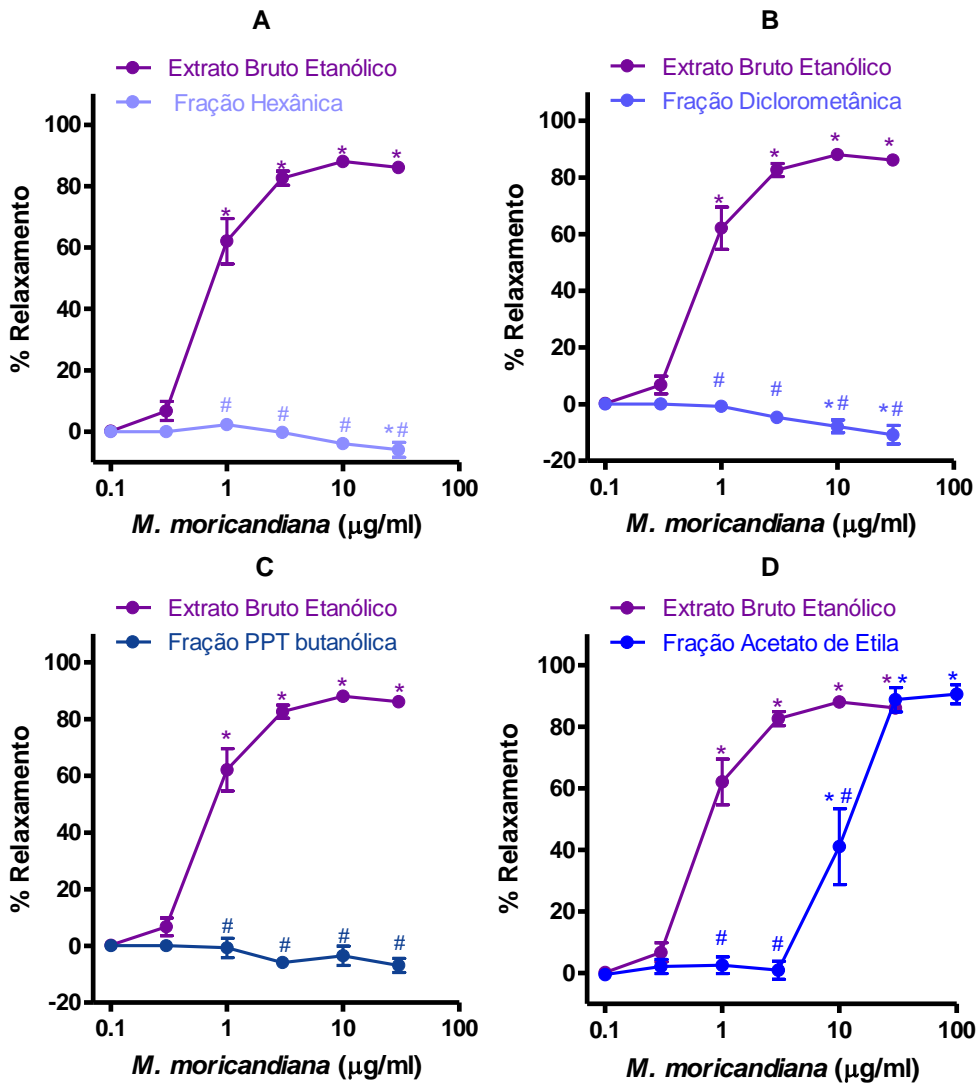 A
Extrato Bruto Etanólico
Fração Hexânica
100
80
60
40
20
0
% Relaxamento
* * * *
# # # *#
0.1 1 10 100
M. moricandiana (μg/ml)
B
Extrato Bruto Etanólico
Fração Diclorometânica
100
80
60
40
20
0
-20
% Relaxamento
* * * *
# # *# *#
0.1 1 10 100
M. moricandiana (μg/ml)
C
Extrato Bruto Etanólico
Fração PPT butanólica
100
80
60
40
20
0
-20
% Relaxamento
* * * *
# # # #
0.1 1 10 100
M. moricandiana (μg/ml)
D
Extrato Bruto Etanólico
Fração Acetato de Etila
100
80
60
40
20
0
% Relaxamento
* * * * * *
# # *#
0.1 1 10 100
M. moricandiana (μg/ml)